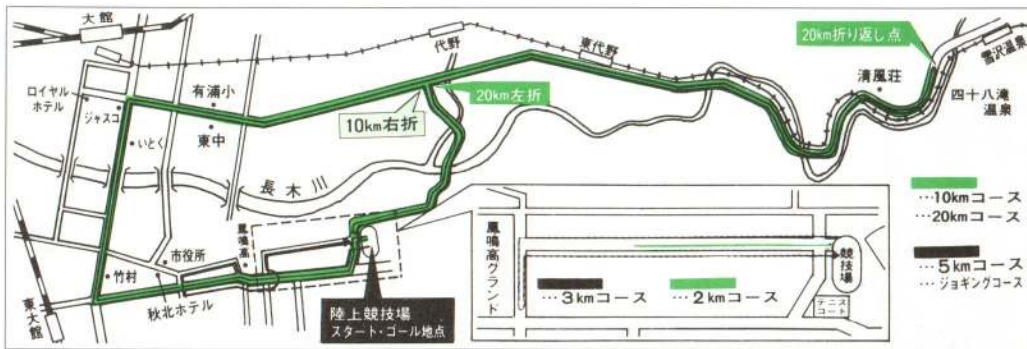 大館
代野
東代野
20km折り返し点
雪沢温泉
清風荘
四十八滝
温泉
ロイヤル
ホテル
ジャスコ
有浦小
東中
いとく
10km右折
20km左折
長木川
鳳鳴高
市役所
竹村
秋北ホテル
東大館
陸上競技場
スタート・ゴール地点
鳳鳴高グランド
競技場
テニス
コート
…3kmコース
…2kmコース
…10kmコース
…20kmコース
…5kmコース
…ジョギングコース